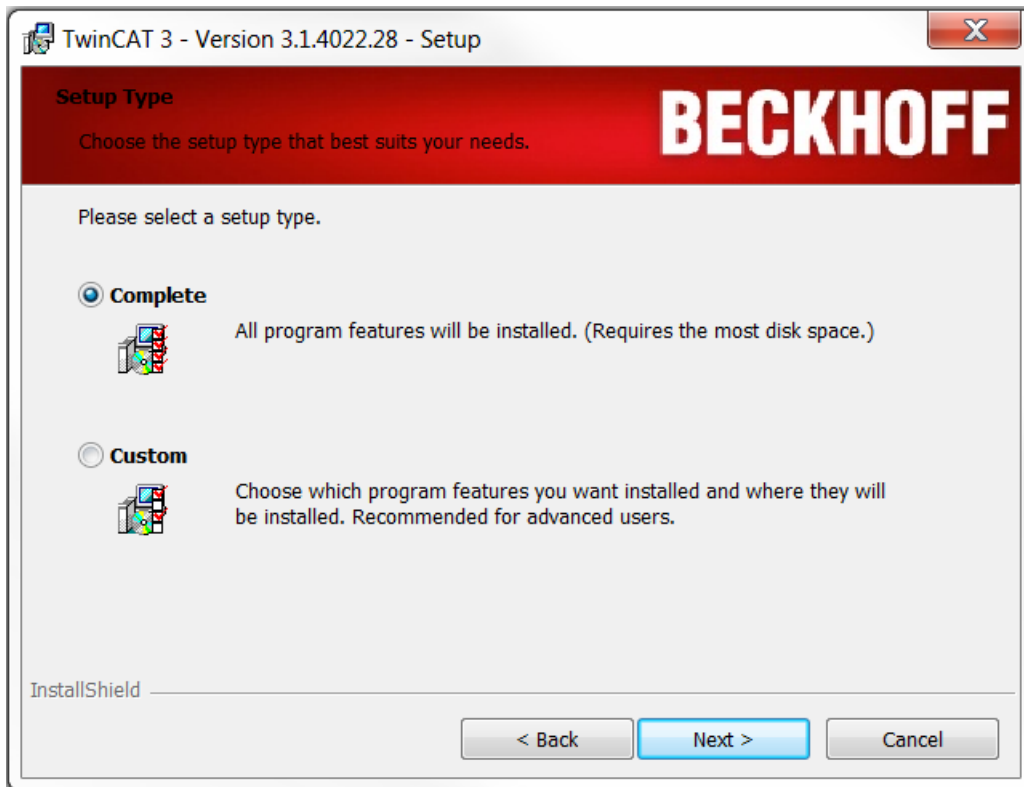 TwinCAT 3 - Version 3.1.4022.28 - Setup
Setup Type
BECKHOFF
Choose the setup type that best suits your needs.
Please select a setup type.
Complete
All program features will be installed. (Requires the most disk space.)
Custom
Choose which program features you want installed and where they will
be installed. Recommended for advanced users.
InstallShield
< Back
Next >
Cancel